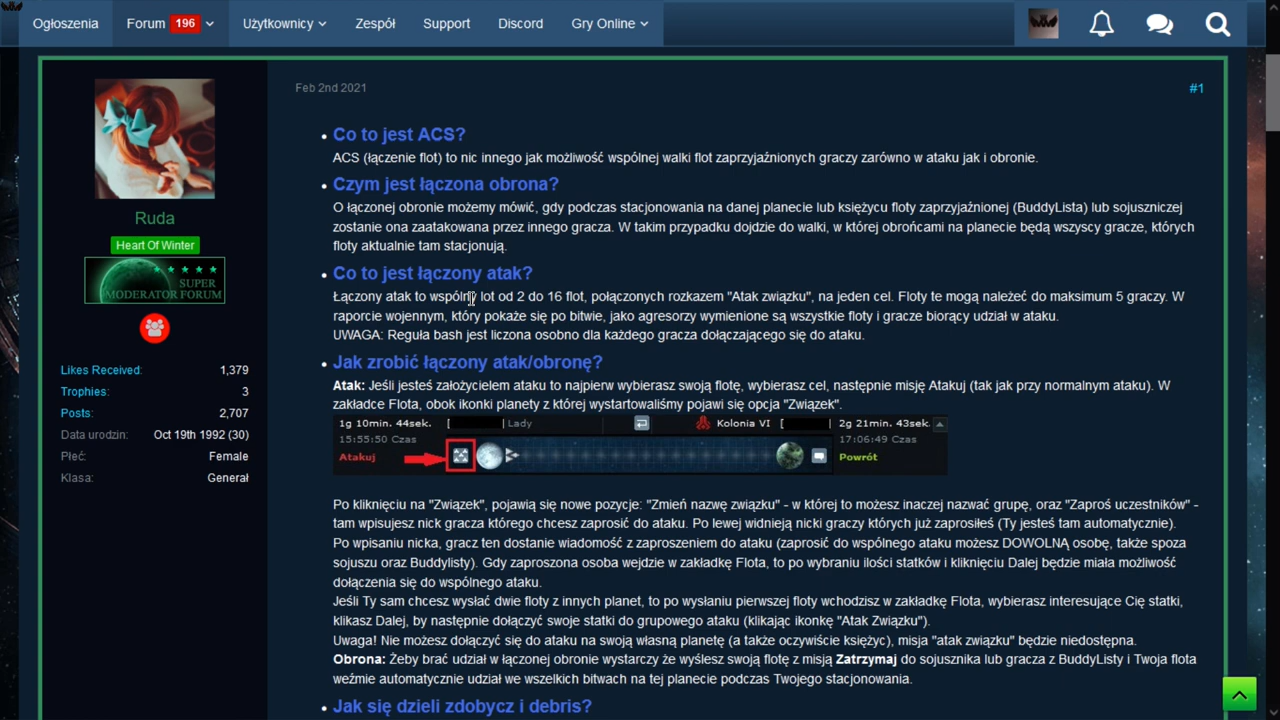 Ogłoszenia
Forum 196
Użytkownicy
Zespół
Support
Discord
Gry Online
Feb 2nd 2021
#1
Ruda
Heart Of Winter
SUPER
MODERATOR FORUM
Likes Received: 1,379
Trophies: 3
Posts: 2,707
Data urodzin: Oct 19th 1992 (30)
Płeć: Female
Klasa: Generał
Co to jest ACS?
ACS (łączenie flot) to nic innego jak możliwość wspólnej walki flot zaprzyjaźnionych graczy zarówno w ataku jak i obronie.
Czym jest łączona obrona?
O łączonej obronie możemy mówić, gdy podczas stacjonowania na danej planecie lub księżycu floty zaprzyjaźnionej (BuddyLista) lub sojuszniczej
zostanie ona zaatakowana przez innego gracza. W takim przypadku dojdzie do walki, w której obrońcami na planecie będą wszyscy gracze, których
floty aktualnie tam stacjonują.
Co to jest łączony atak?
Łączony atak to wspólny lot od 2 do 16 flot, połączonych rozkazem "Atak związku", na jeden cel. Floty te mogą należeć do maksimum 5 graczy. W
raporcie wojennym, który pokaże się po bitwie, jako agresorzy wymienione są wszystkie floty i gracze biorący udział w ataku.
UWAGA: Reguła bash jest liczona osobno dla każdego gracza dołączającego się do ataku.
Jak zrobić łączony atak/obronę?
Atak: Jeśli jesteś założycielem ataku to najpierw wybierasz swoją flotę, wybierasz cel, następnie misję Atakuj (tak jak przy normalnym ataku). W
zakładce Flota, obok ikonki planety z której wystartowaliśmy pojawi się opcja "Związek".
1g 10min. 44sek. [ Lady Kolonia VI [ 2g 21min. 43sek.
15:55:50 Czas 17:06:49 Czas
Atakuj Powrót
Po kliknięciu na "Związek", pojawią się nowe pozycje: "Zmień nazwę związku" - w której to możesz inaczej nazwać grupę, oraz "Zaproś uczestników" -
tam wpisujesz nick gracza którego chcesz zaprosić do ataku. Po lewej widnieją nicki graczy których już zaprosiłeś (Ty jesteś tam automatycznie).
Po wpisaniu nicka, gracz ten dostanie wiadomość z zaproszeniem do ataku (zaprosić do wspólnego ataku możesz DOWOLNĄ osobę, także spoza
sojuszu oraz Buddylisty). Gdy zaproszona osoba wejdzie w zakładkę Flota, to po wybraniu ilości statków i kliknięciu Dalej będzie miała możliwość
dołączenia się do wspólnego ataku.
Jeśli Ty sam chcesz wysłać dwie floty z innych planet, to po wysłaniu pierwszej floty wchodzisz w zakładkę Flota, wybierasz interesujące Cię statki,
klikasz Dalej, by następnie dołączyć swoje statki do grupowego ataku (klikając ikonkę "Atak Związku").
Uwaga! Nie możesz dołączyć się do ataku na swoją własną planetę (a także oczywiście księżyc), misja "atak związku" będzie niedostępna.
Obrona: Żeby brać udział w łączonej obronie wystarczy że wyślesz swoją flotę z misją Zatrzymaj do sojusznika lub gracza z BuddyListy i Twoja flota
weźmie automatycznie udział we wszelkich bitwach na tej planecie podczas Twojego stacjonowania.
Jak się dzieli zdobycz i debris?